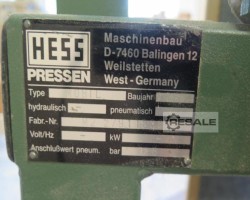 HESS
PRESSEN
Maschinenbau
D-7460 Balingen 12
Weilstetten
West-Germany
Type
Baujahr
hydraulisch
pneumatisch
Fabr.-Nr.
RESALE
Volt/Hz
kW
Anschlußwert pneum.
bar